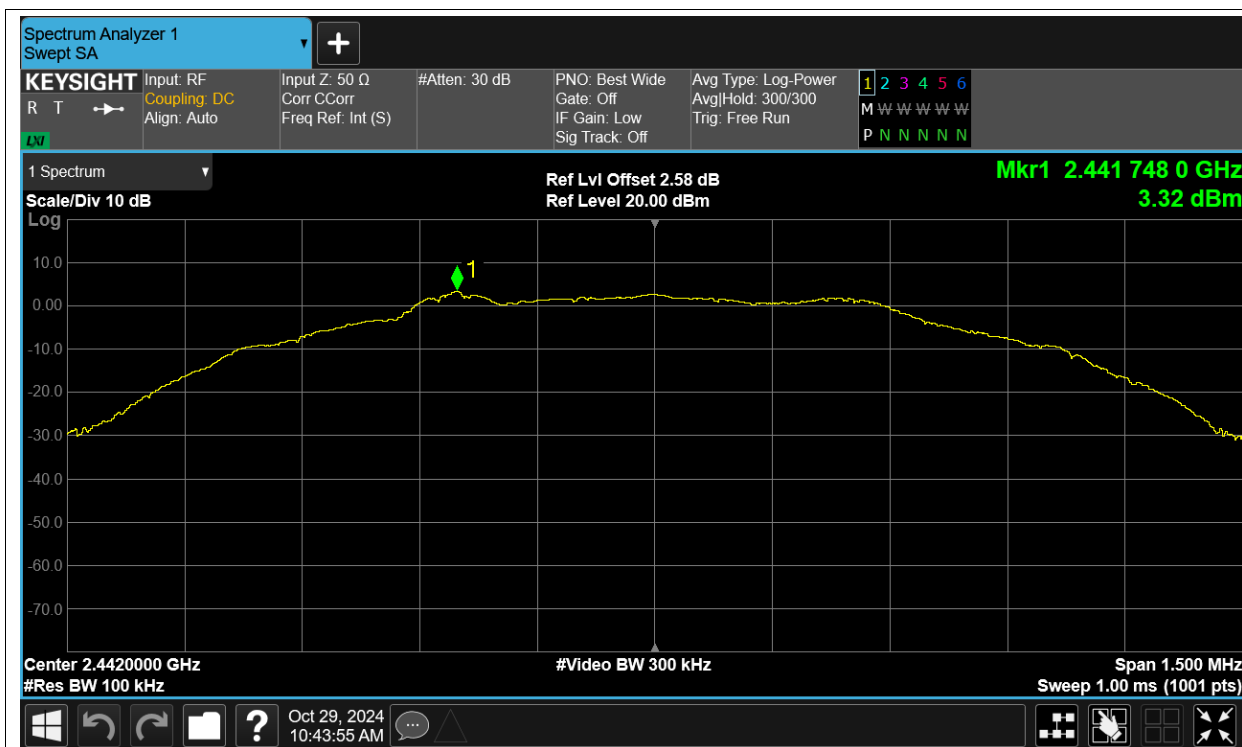 Spectrum Analyzer 1
Swept SA
KEYSIGHT
R T
LXI
Input: RF
Coupling: DC
Align: Auto
Input Z: 50 Ω
Corr CCorr
Freq Ref: Int (S)
#Atten: 30 dB
PNO: Best Wide
Gate: Off
IF Gain: Low
Sig Track: Off
Avg Type: Log-Power
Avg|Hold: 300/300
Trig: Free Run
1 2 3 4 5 6
M W W W W W W
P N N N N N
1 Spectrum
Scale/Div 10 dB
Log
Ref Lvl Offset 2.58 dB
Ref Level 20.00 dBm
Mkr1 2.441 748 0 GHz
3.32 dBm
1
10.0
0.00
-10.0
-20.0
-30.0
-40.0
-50.0
-60.0
-70.0
Center 2.4420000 GHz
#Res BW 100 kHz
#Video BW 300 kHz
Span 1.500 MHz
Sweep 1.00 ms (1001 pts)
?
Oct 29, 2024
10:43:55 AM